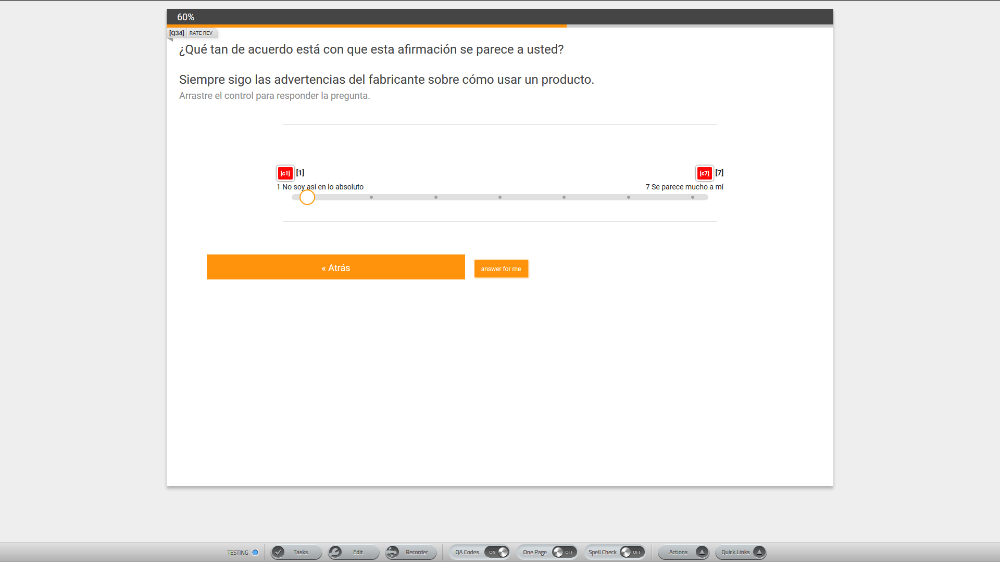 60%
[Q34] RATE REV
¿Qué tan de acuerdo está con que esta afirmación se parece a usted?
Siempre sigo las advertencias del fabricante sobre cómo usar un producto.
Arrastre el control para responder la pregunta.
[c1] [1] [c7] [7]
1 No soy así en lo absoluto 7 Se parece mucho a mí
« Atrás answer for me
TESTING Tasks Edit Recorder QA Codes ON One Page OFF Spell Check OFF Actions Quick Links